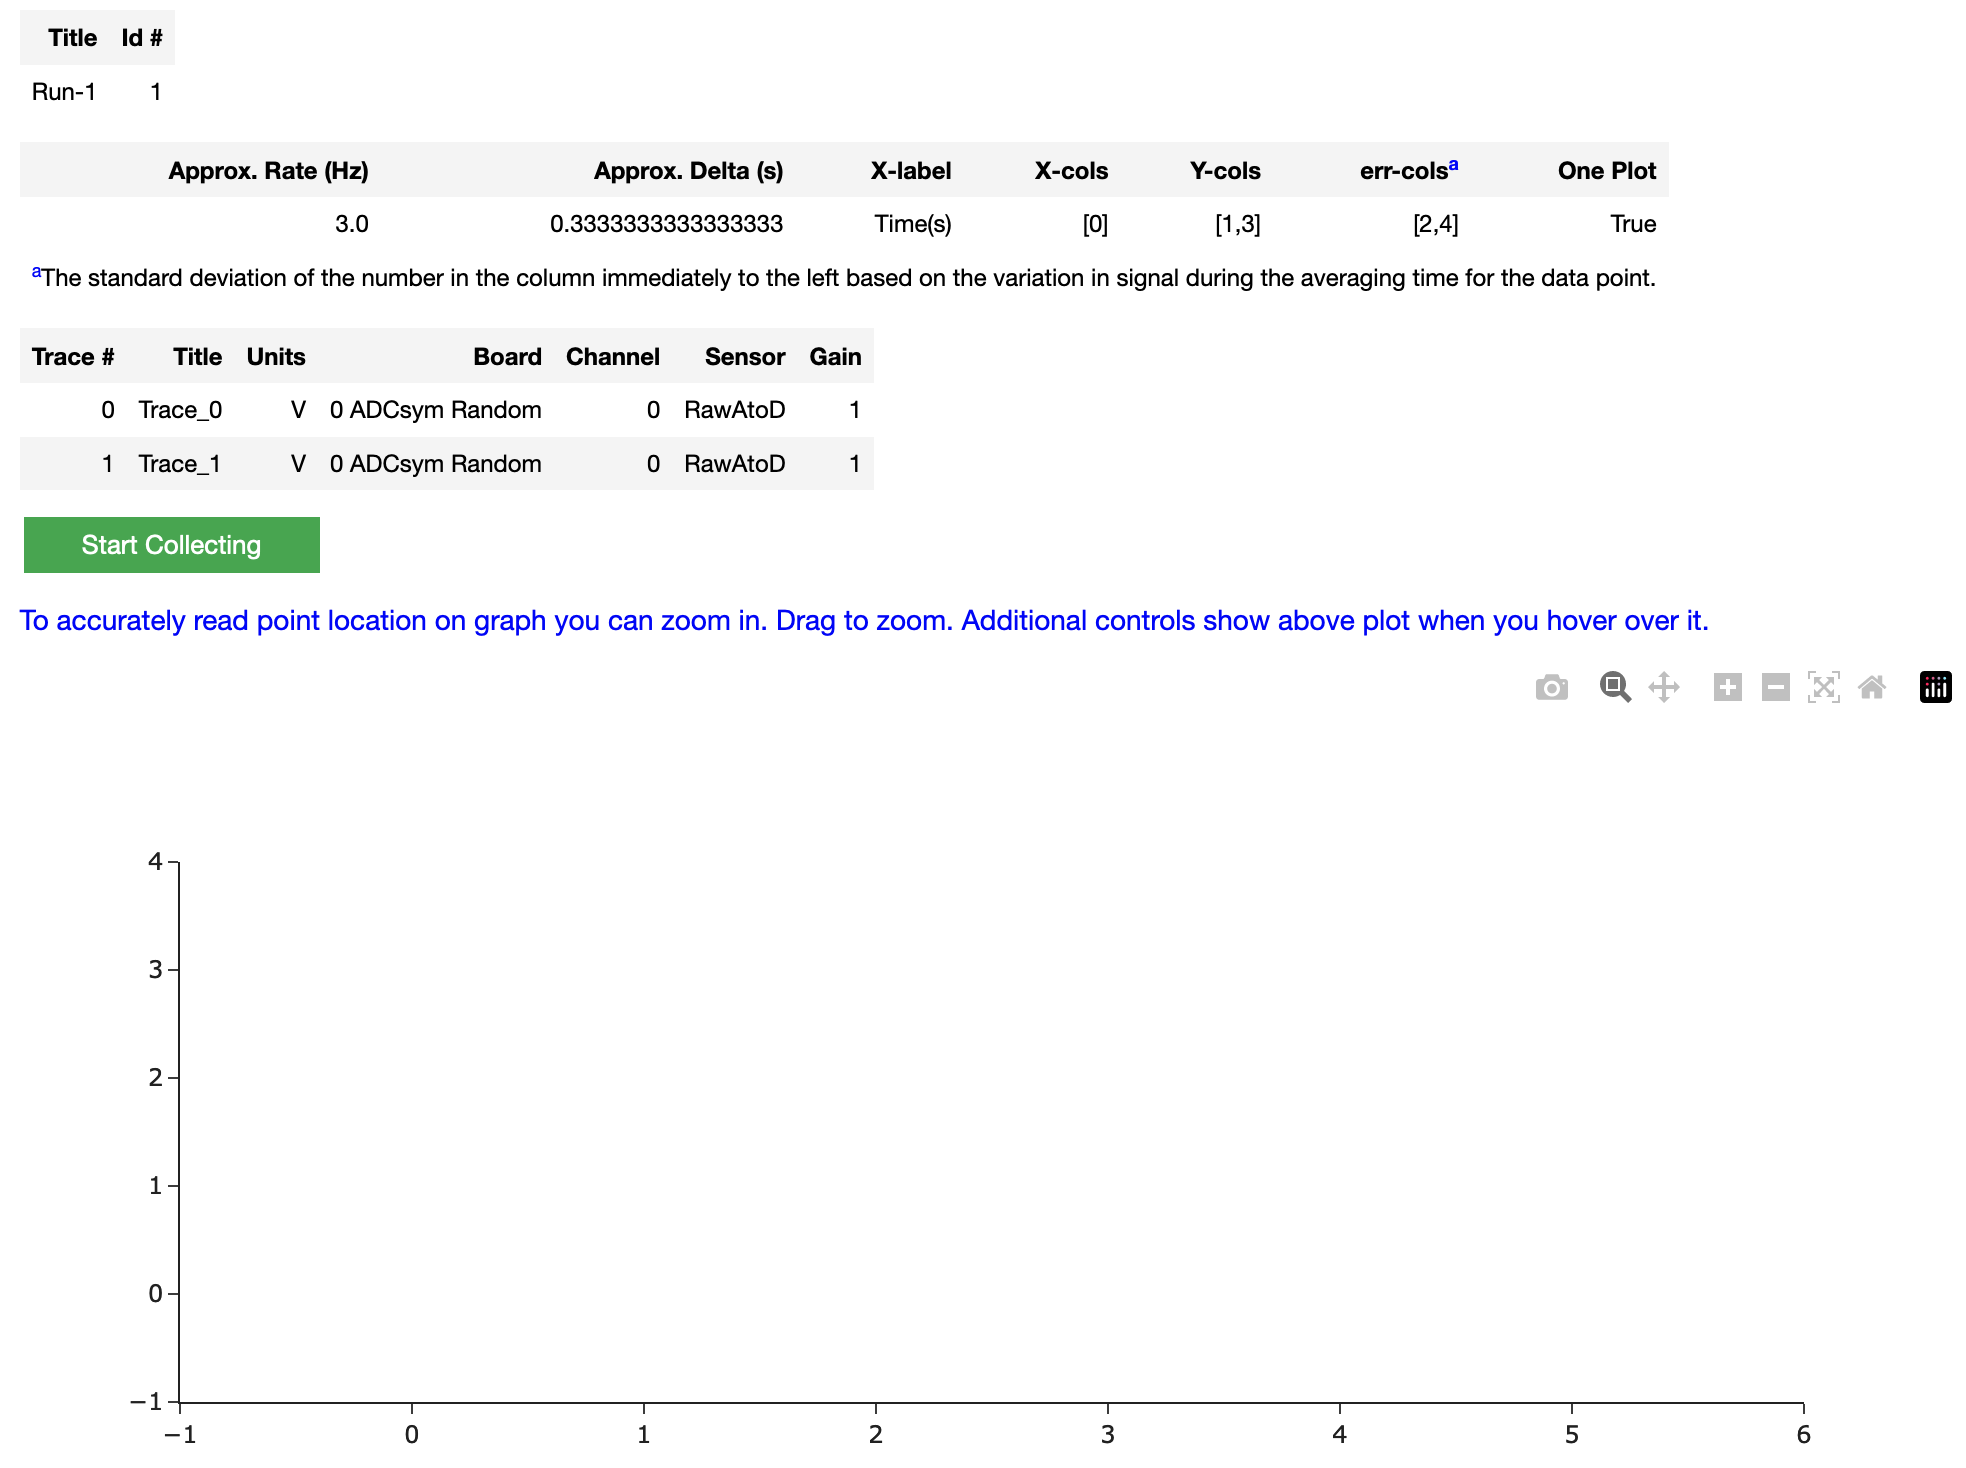 Title Id #
Run-1 1
Approx. Rate (Hz) Approx. Delta (s) X-label X-cols Y-cols err-colsa One Plot
3.0 0.3333333333333333 Time(s) [0] [1,3] [2,4] True
aThe standard deviation of the number in the column immediately to the left based on the variation in signal during the averaging time for the data point.
Trace # Title Units Board Channel Sensor Gain
0 Trace_0 V 0 ADCsym Random 0 RawAtoD 1
1 Trace_1 V 0 ADCsym Random 0 RawAtoD 1
Start Collecting
To accurately read point location on graph you can zoom in. Drag to zoom. Additional controls show above plot when you hover over it.
4
3
2
1
0
−1
−1 0 1 2 3 4 5 6